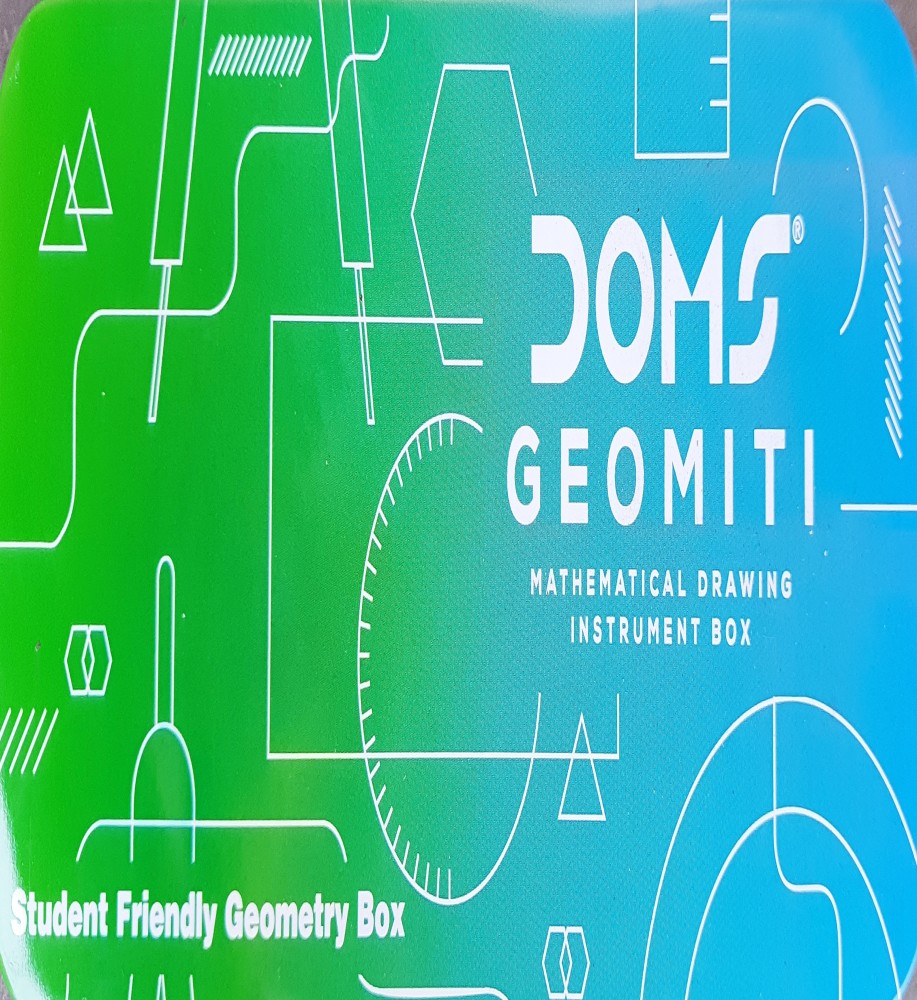 DOMS®
GEOMITI
MATHEMATICAL DRAWING
INSTRUMENT BOX
Student Friendly Geometry Box